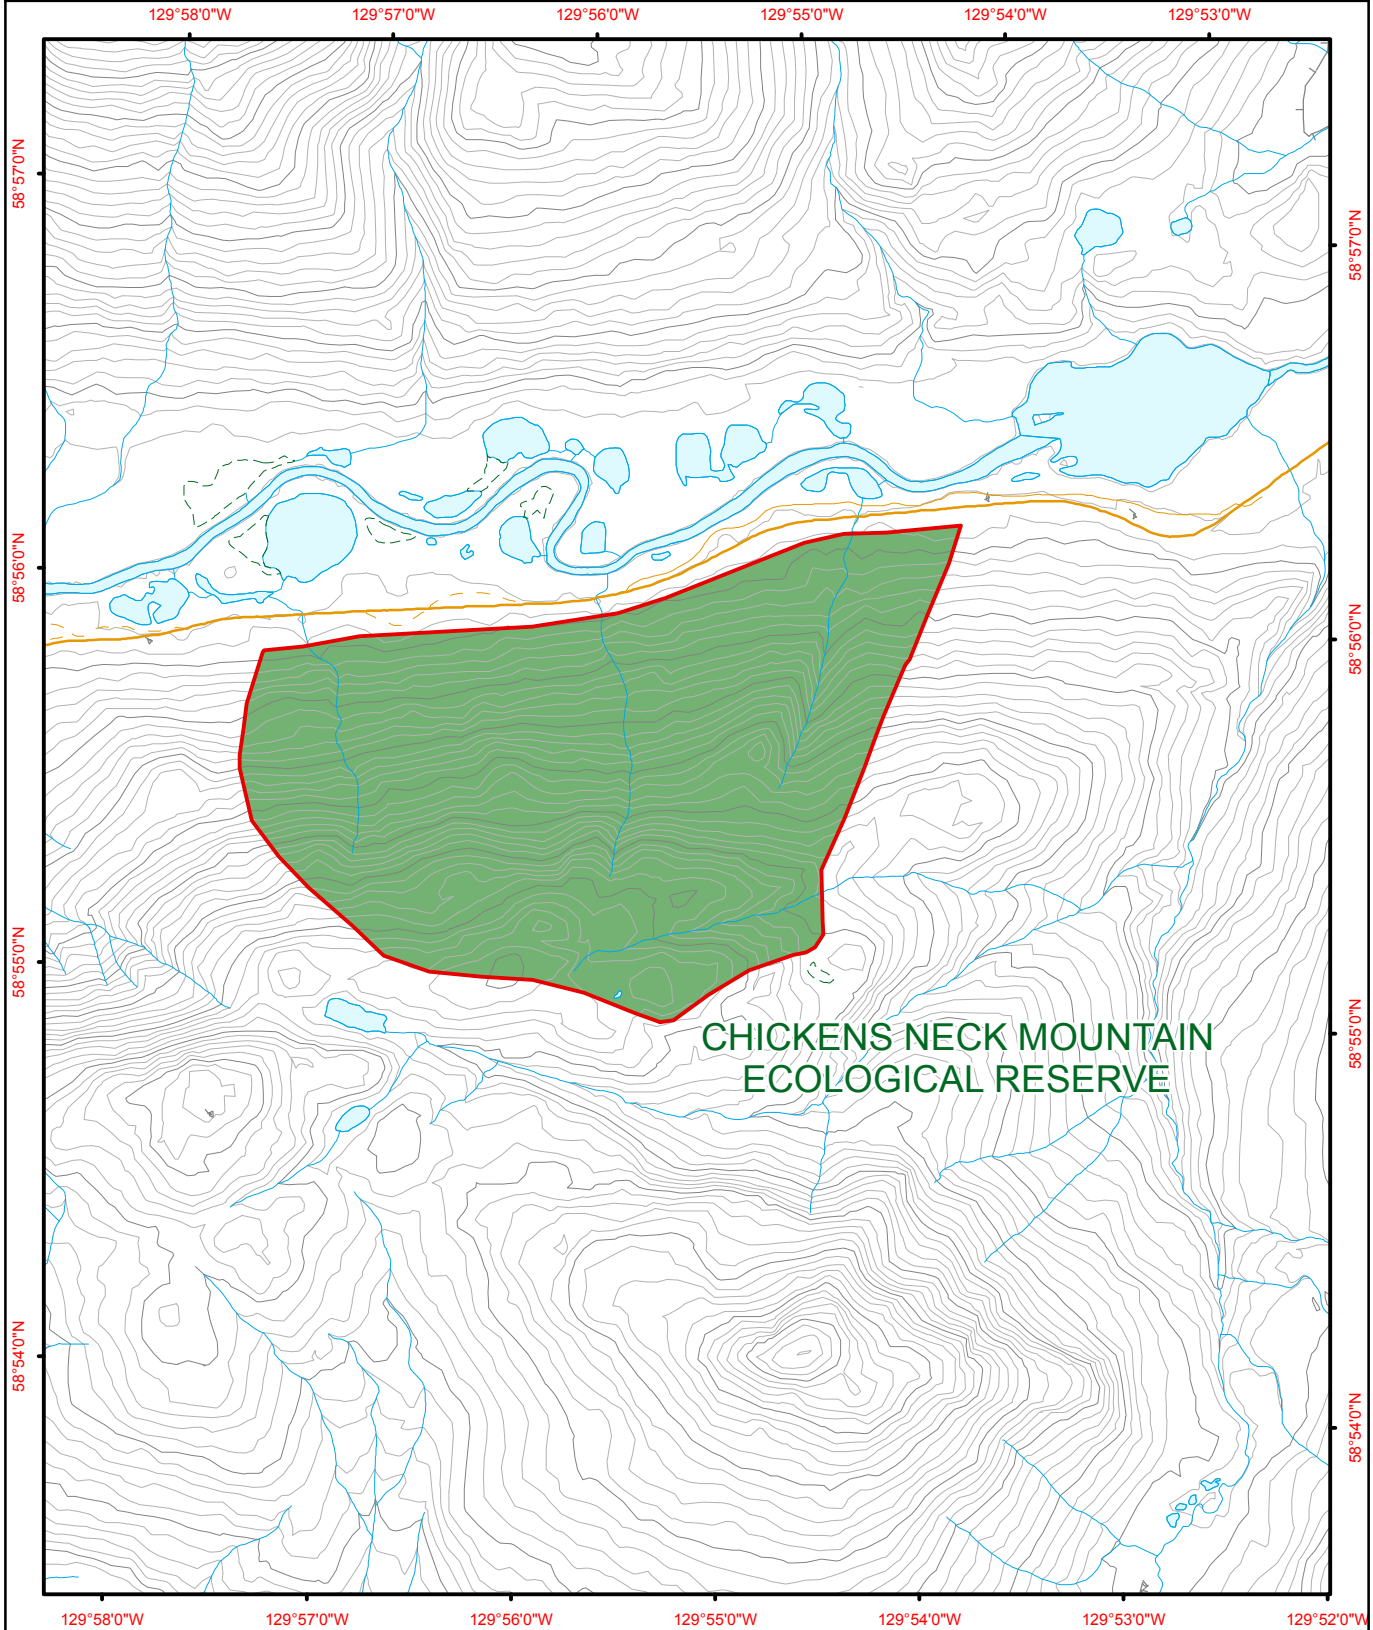 129°58'0"W 129°57'0"W 129°56'0"W 129°55'0"W 129°54'0"W 129°53'0"W
58°57'0"N
58°57'0"N
58°56'0"N
58°56'0"N
58°55'0"N
58°55'0"N
CHICKENS NECK MOUNTAIN
ECOLOGICAL RESERVE
58°54'0"N
58°54'0"N
129°58'0"W 129°57'0"W 129°56'0"W 129°55'0"W 129°54'0"W 129°53'0"W 129°52'0"W